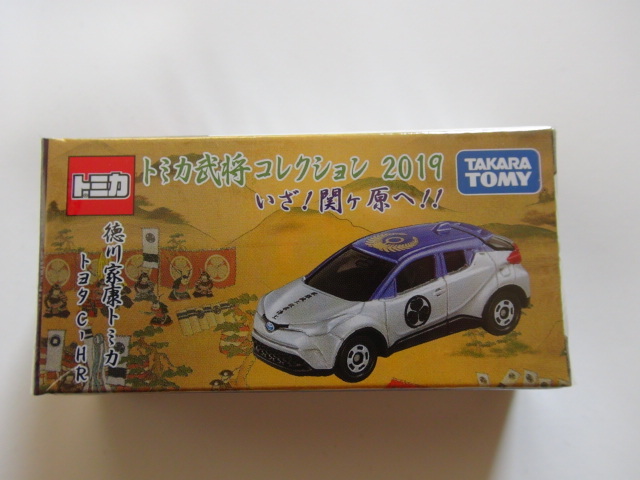 トミカ
トミカ武将コレクション 2019
いざ!関ヶ原へ!!
TAKARA
TOMY
徳川家康トミカ
トヨタ C-HR